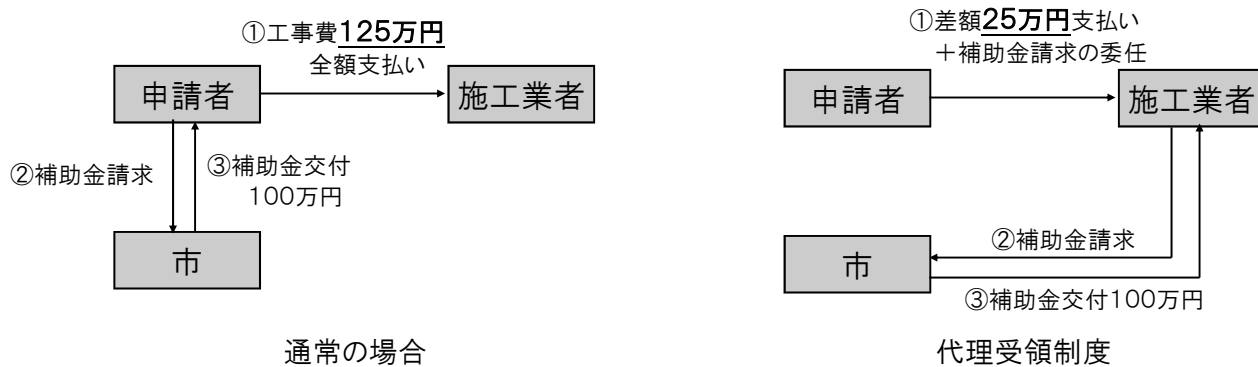 ①工事費125万円
全額支払い
申請者
施工業者
②補助金請求
③補助金交付
100万円
市
通常の場合
①差額25万円支払い
＋補助金請求の委任
申請者
施工業者
②補助金請求
市
③補助金交付100万円
代理受領制度